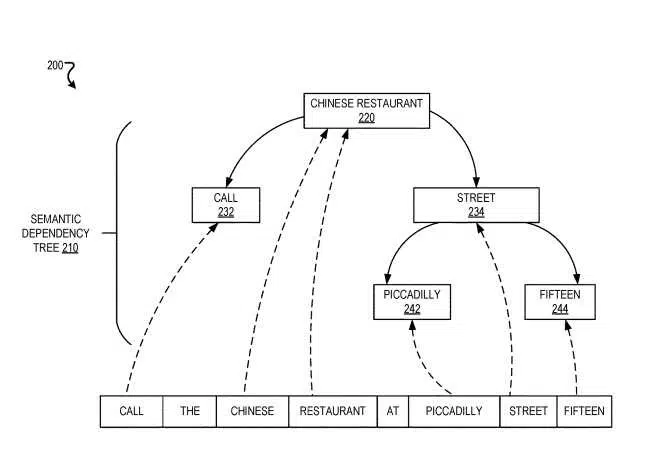 200
CHINESE RESTAURANT
220
CALL
232
STREET
234
SEMANTIC
DEPENDENCY
TREE 210
PICCADILLY
242
FIFTEEN
244
CALL THE CHINESE RESTAURANT AT PICCADILLY STREET FIFTEEN